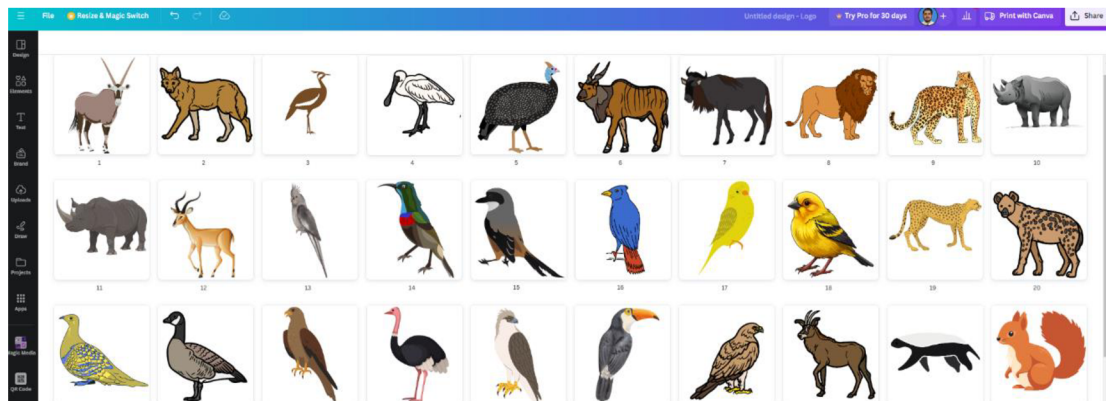 File Resize & Magic Switch Untitled design - Logo Try Pro for 30 days + Print with Canva Share
Design
Elements
Text
Brand
Uploads
Draw
Projects
Apps
Magic Media
QR Code
1 2 3 4 5 6 7 8 9 10
11 12 13 14 15 16 17 18 19 20